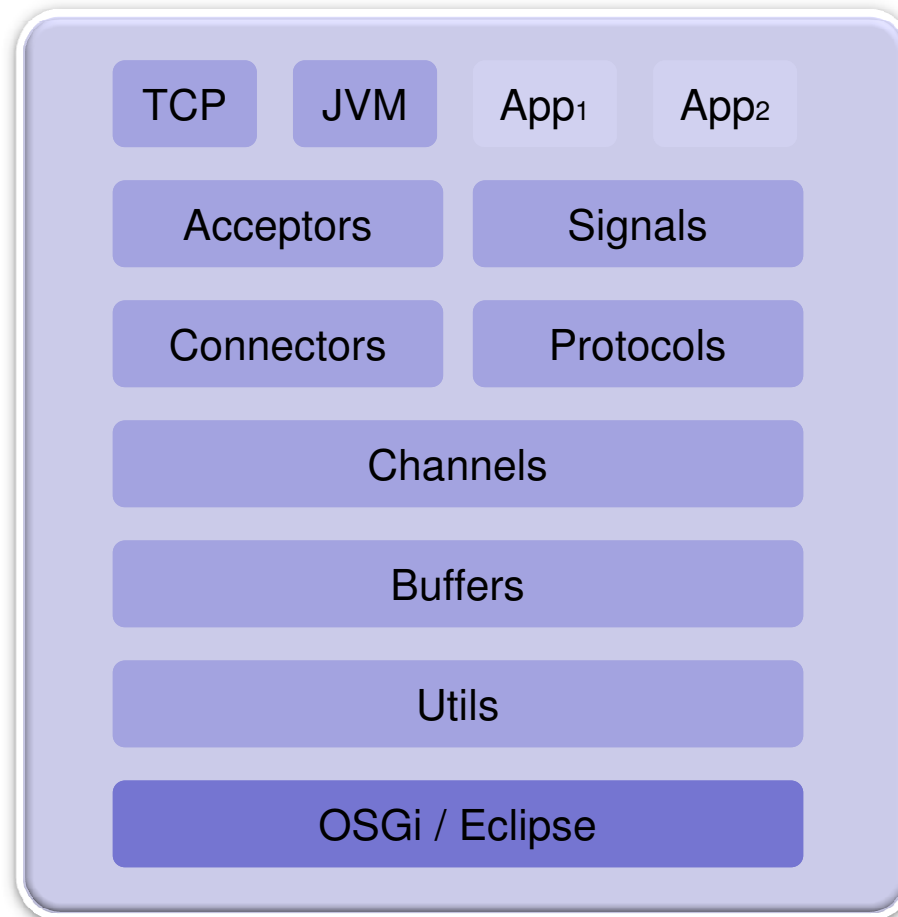 TCP JVM App1 App2
Acceptors Signals
Connectors Protocols
Channels
Buffers
Utils
OSGi / Eclipse